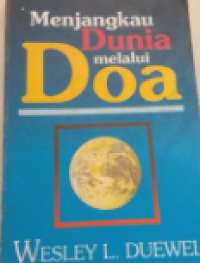 Menjangkau
Dunia
melalui
Doa
WESLEY L. DUEWEL